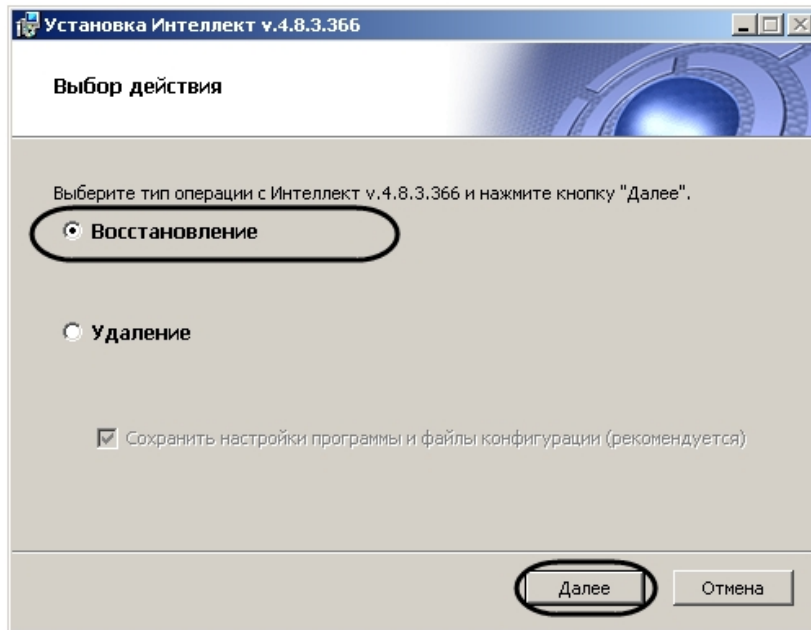 Установка Интеллект v.4.8.3.366
Выбор действия
Выберите тип операции с Интеллект v.4.8.3.366 и нажмите кнопку "Далее".
Восстановление
Удаление
Сохранить настройки программы и файлы конфигурации (рекомендуется)
Далее Отмена